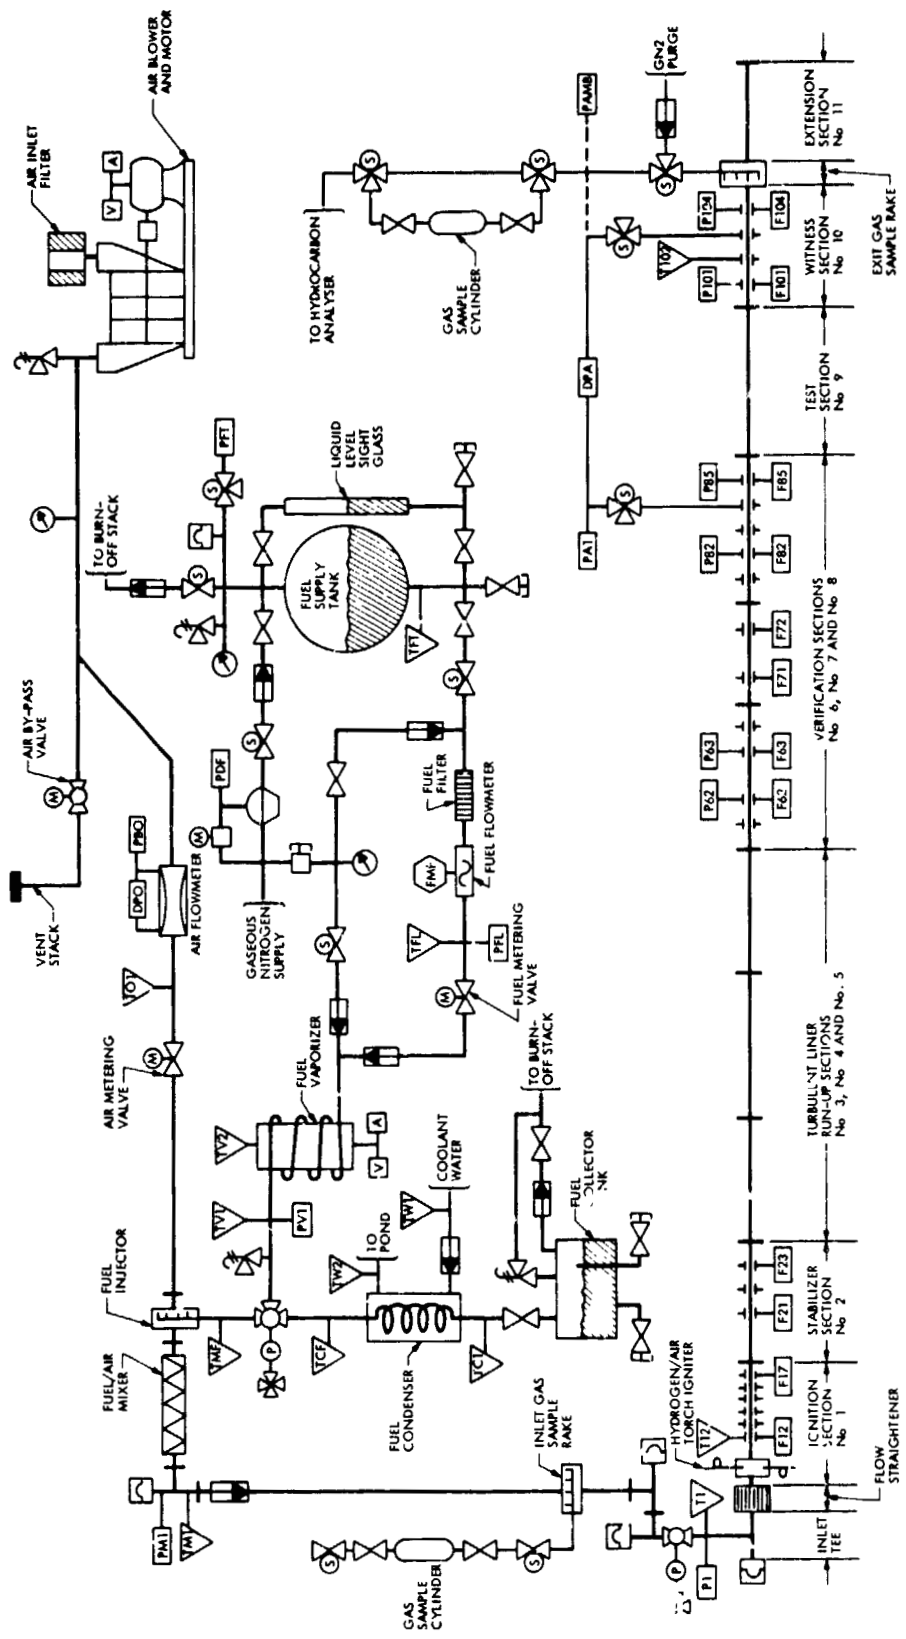 VENT
STACK
AIR BY-PASS
VALVE
M
AIR INLET
FILTER
V
A
AIR BLOWER
AND MOTOR
TO BURN-
OFF STACK
FUEL/AIR
MIXER
FUEL
INJECTOR
AIR METERING
VALVE
M
TO1
DPO
PBO
AIR FLOWMETER
PM1
TM1
TMF
TV1
TV2
PV1
P
FUEL
VAPORIZER
V
A
GASEOUS
NITROGEN
SUPPLY
M
PDF
S
S
S
PFT
FUEL
SUPPLY
TANK
LIQUID
LEVEL
SIGHT
GLASS
TFT
TO HYDROCARBON
ANALYSER
S
S
GAS
SAMPLE
CYLINDER
TCF
TW2
TO
POND
TW1
COOLANT
WATER
FUEL
CONDENSER
TC1
S
FMF
FUEL
FILTER
FUEL FLOWMETER
TFL
PFL
M
FUEL METERING
VALVE
S
GAS
SAMPLE
CYLINDER
S
S
INLET GAS
SAMPLE
RAKE
TO BURN-
OFF STACK
FUEL
OLLECTOR
NK
PA1
DPA
PAMB
S
S
S
GN2
PURGE
P
P1
T1
HYDROGEN/AIR
TORCH IGNITER
T12
P62
P63
P82
P85
P101
T102
P104
F12
F17
F21
F23
F62
F63
F71
F72
F82
F85
F101
F104
INLET
TEE
FLOW
STRAIGHTENER
IGNITION
ECTION
No 1
STABILIZER
SECTION
No 2
TURBULENT LINER
RUN-UP SECTIONS
No 3, No 4 AND No. 5
VERIFICATION SECTIONS
No 6, No 7 AND No 8
TEST
SECTION
No 9
WITNESS
SECTION
No 10
EXIT GAS
SAMPLE RAKE
EXTENSION
SECTION
No 11